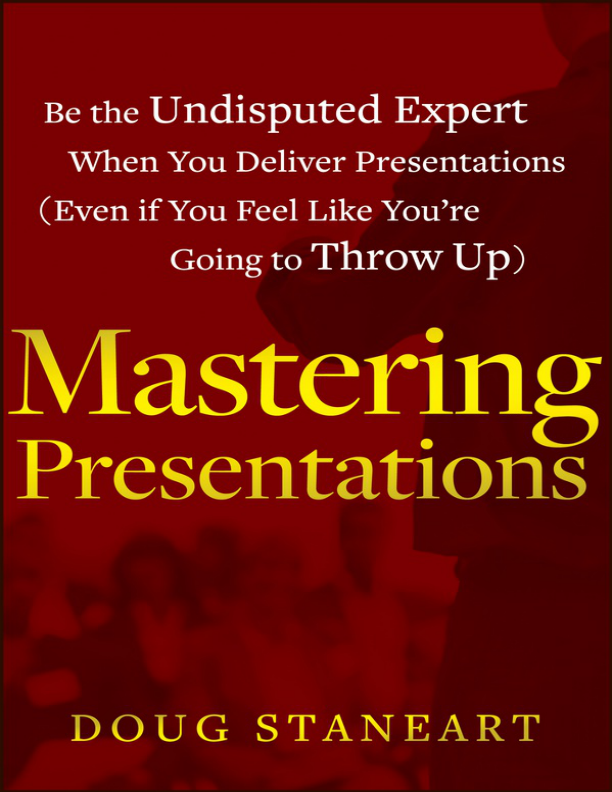 Be the Undisputed Expert
When You Deliver Presentations
(Even if You Feel Like You’re
Going to Throw Up)
Mastering
Presentations
DOUG STANEART